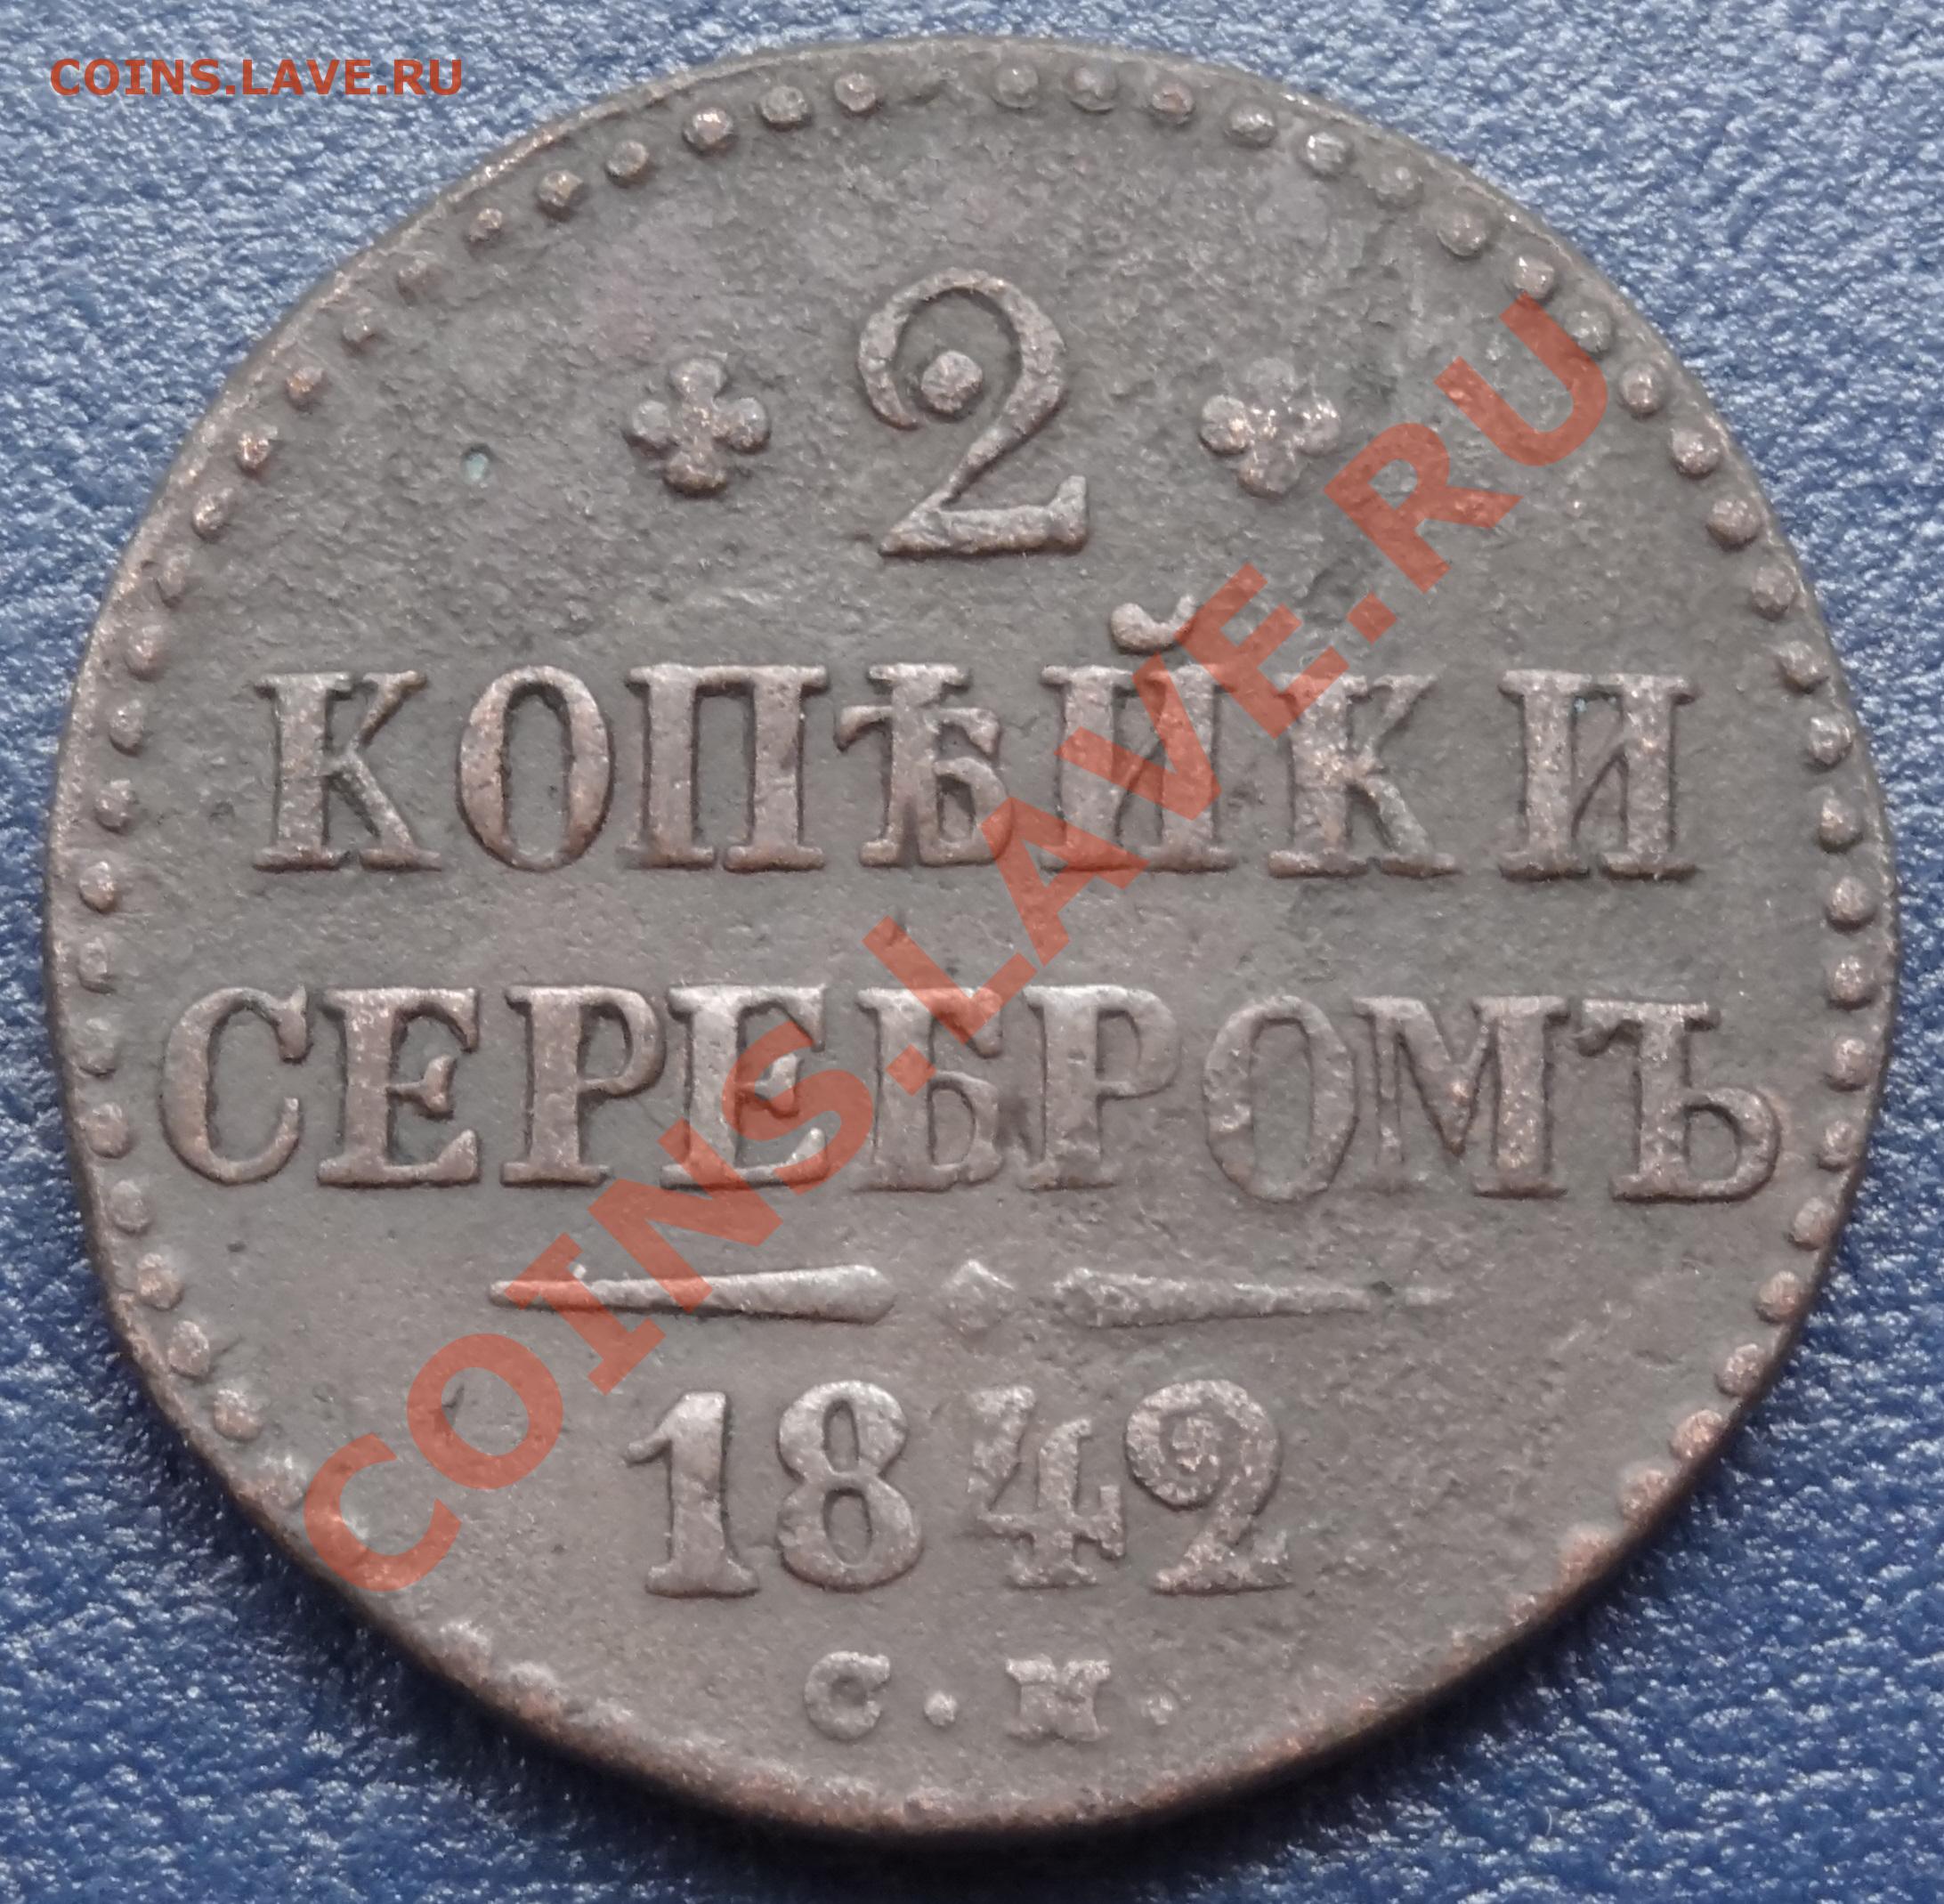 COINS.LAVE.RU
2
КОПѢЙКИ
СЕРЕБРОМЪ
1842
С.М.
COINS.LAVE.RU